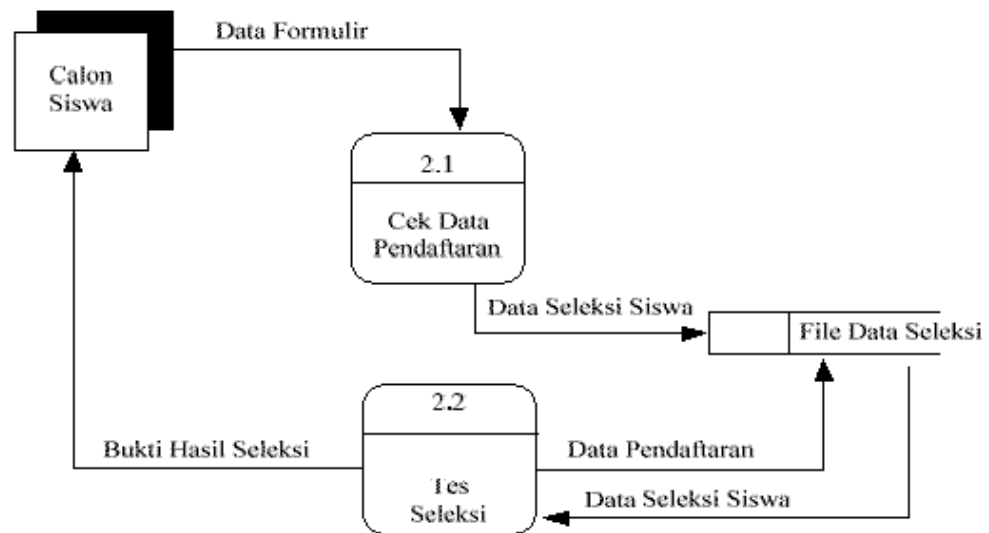 Data Formulir
Calon
Siswa
2.1
Cek Data
Pendaftaran
Data Seleksi Siswa
File Data Seleksi
2.2
Bukti Hasil Seleksi
Data Pendaftaran
Tes
Seleksi
Data Seleksi Siswa